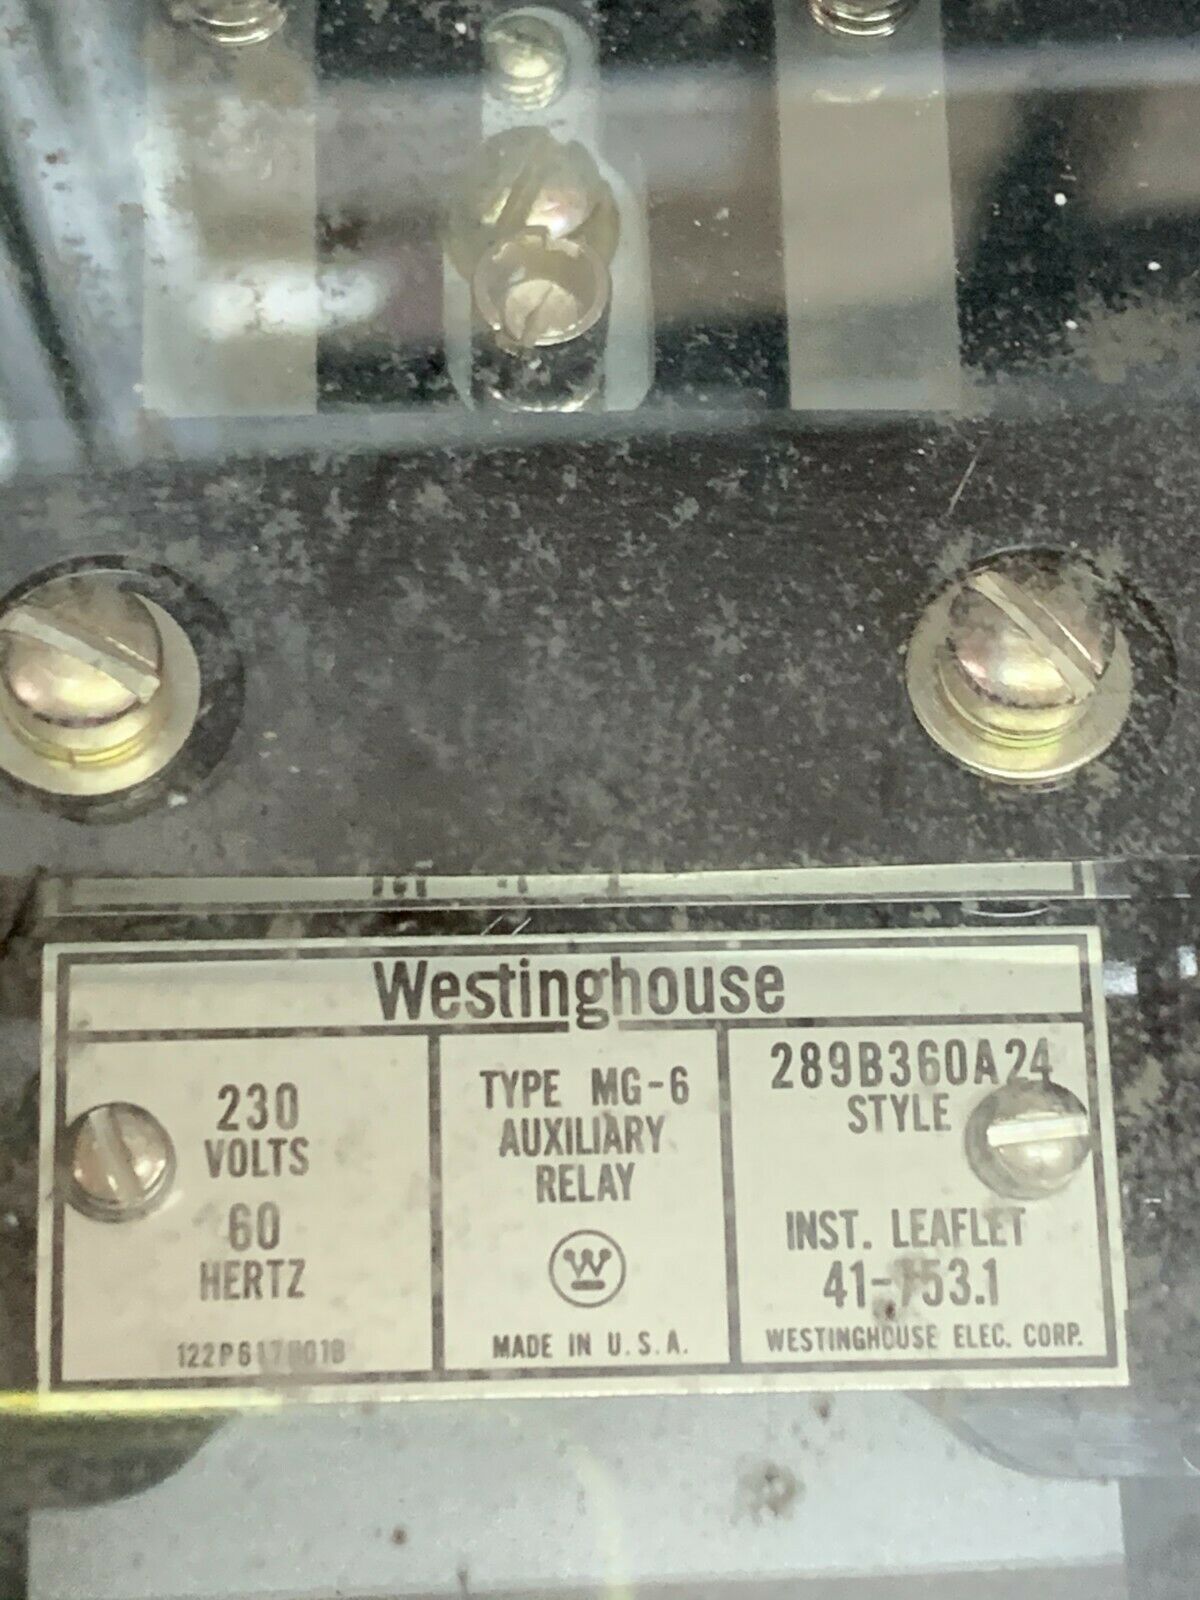 Westinghouse
230
VOLTS
60
HERTZ
TYPE MG-6
AUXILIARY
RELAY
W
MADE IN U.S.A.
289B360A24
STYLE
INST. LEAFLET
WESTINGHOUSE ELEC. CORP.